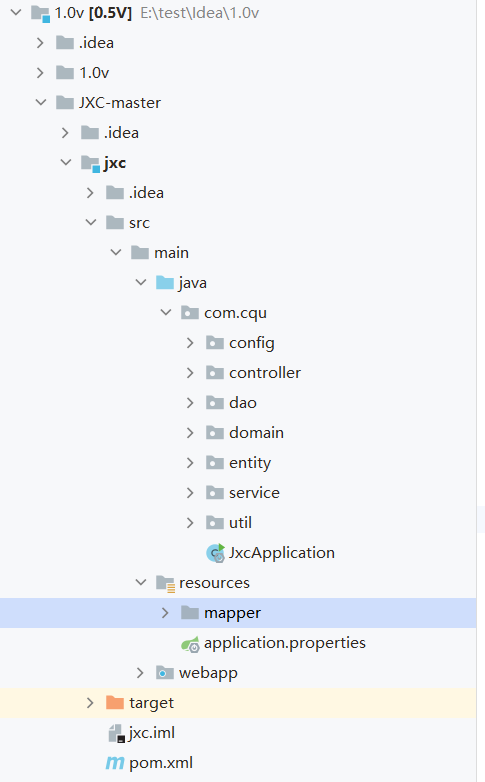 1.0v [0.5V] E:\test\Idea\1.0v
.idea
1.0v
JXC-master
.idea
jxc
.idea
src
main
java
com.cqu
config
controller
dao
domain
entity
service
util
JxcApplication
resources
mapper
application.properties
webapp
target
jxc.iml
pom.xml